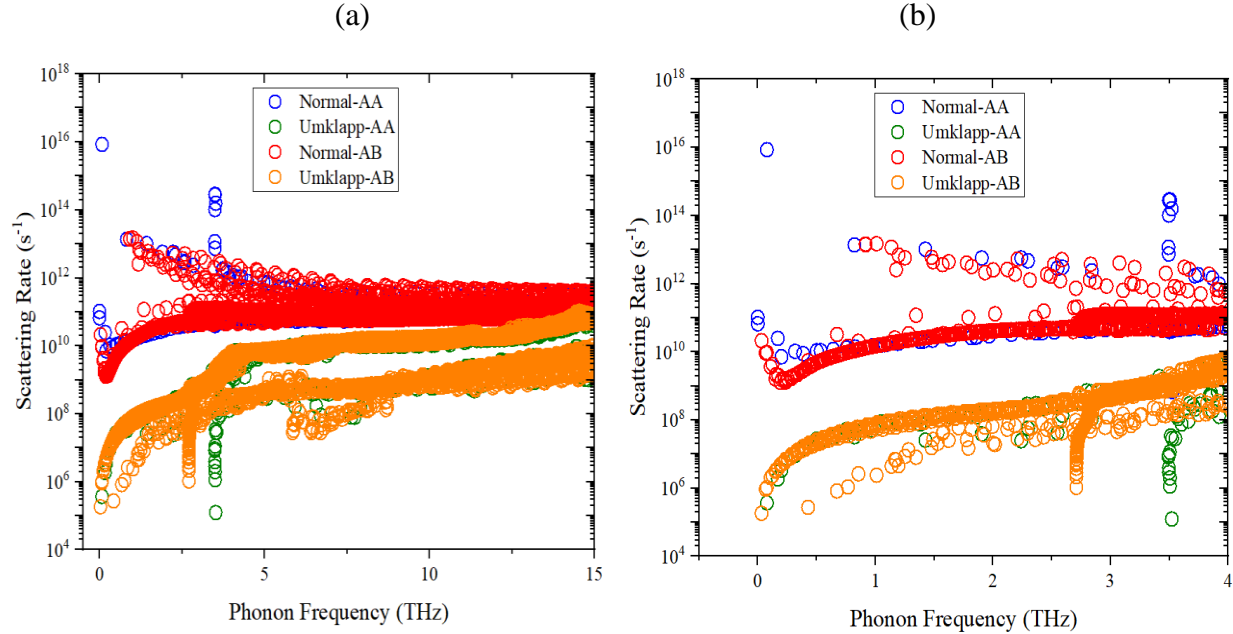 (a)
(b)
10^18
10^16
10^14
10^12
10^10
10^8
10^6
10^4
Scattering Rate (s^-1)
Normal-AA
Umklapp-AA
Normal-AB
Umklapp-AB
0 5 10 15
Phonon Frequency (THz)
10^18
10^16
10^14
10^12
10^10
10^8
10^6
10^4
Scattering Rate (s^-1)
Normal-AA
Umklapp-AA
Normal-AB
Umklapp-AB
0 1 2 3 4
Phonon Frequency (THz)